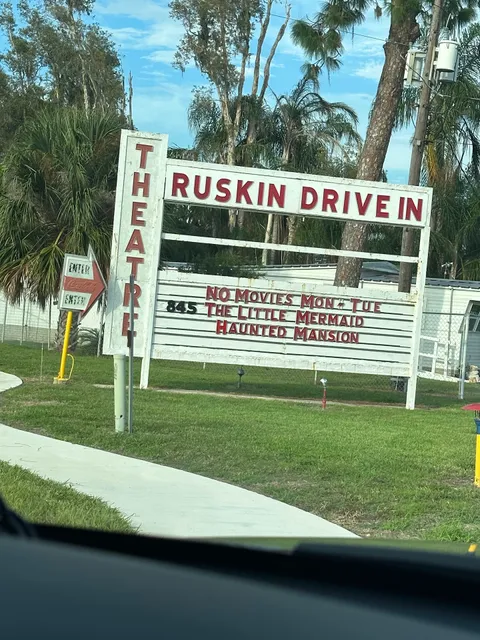 THEATRE
RUSKIN DRIVE IN
ENTER
ENTER
NO MOVIES MON - TUE
845 THE LITTLE MERMAID
HAUNTED MANSION